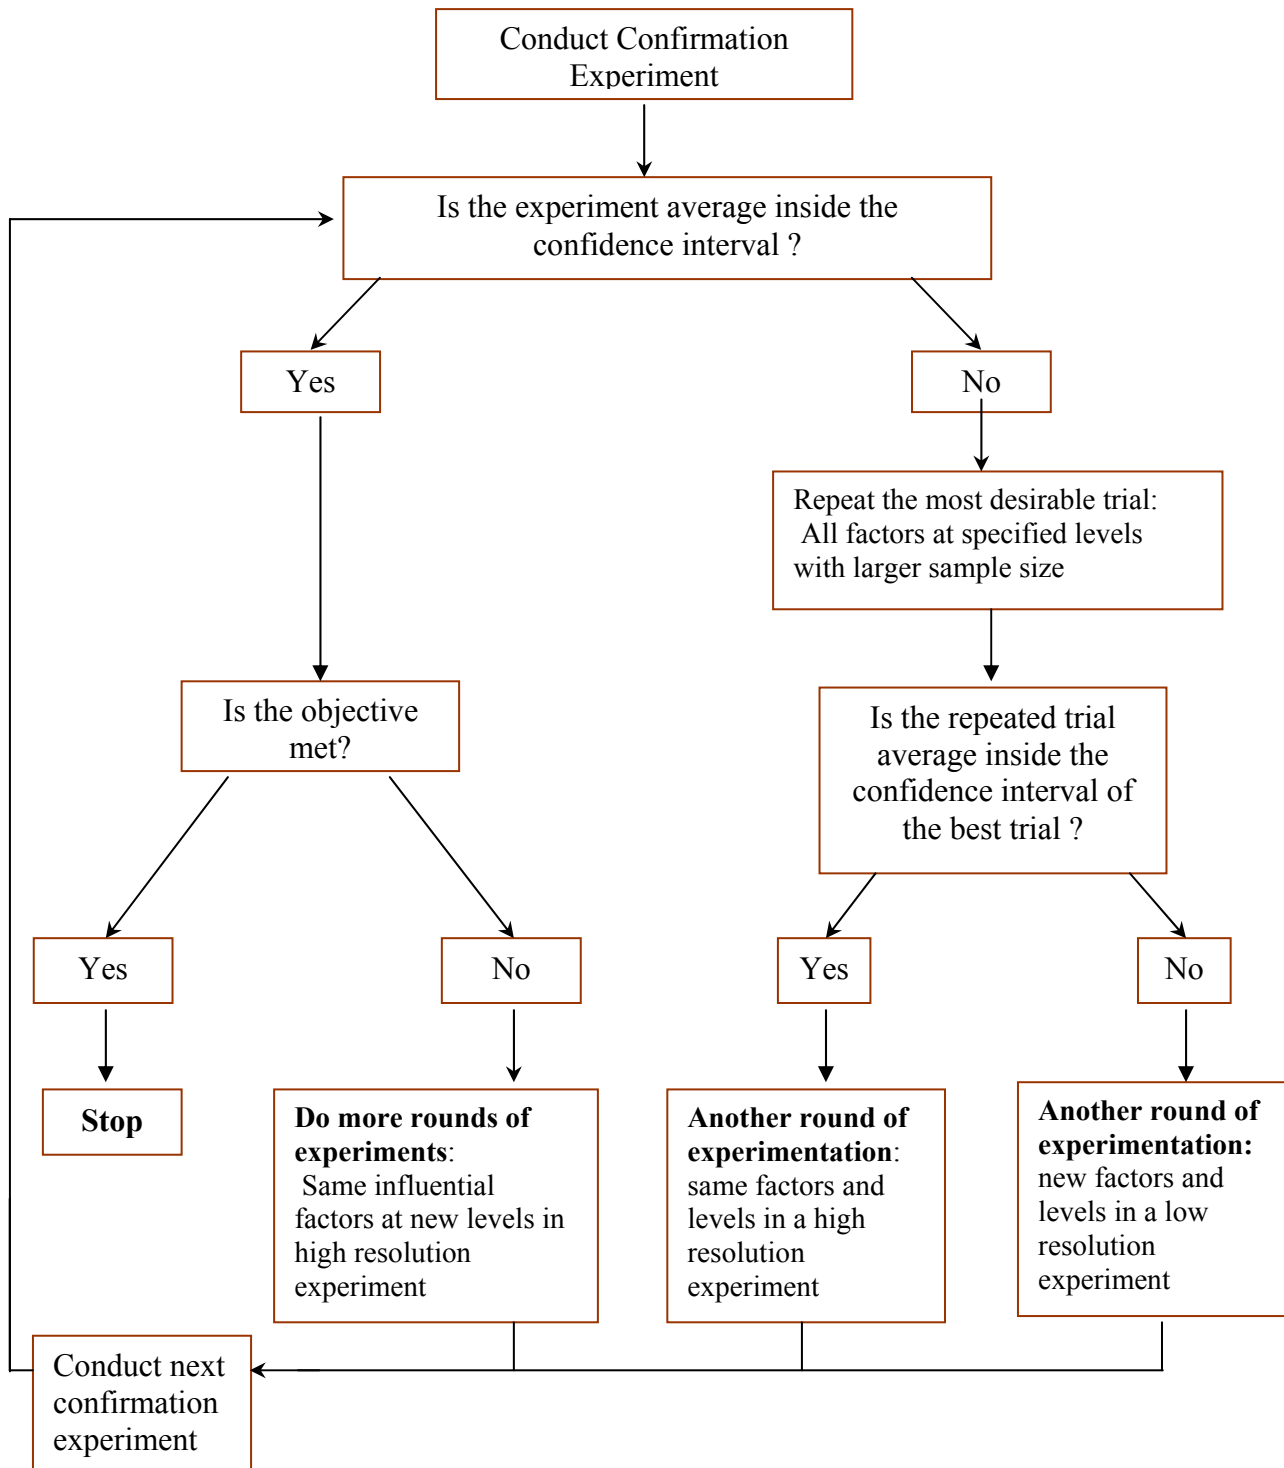 Conduct Confirmation
Experiment
Is the experiment average inside the
confidence interval ?
Yes
No
Repeat the most desirable trial:
All factors at specified levels
with larger sample size
Is the objective
met?
Is the repeated trial
average inside the
confidence interval of
the best trial ?
Yes
No
Yes
No
Stop
Do more rounds of
experiments:
Same influential
factors at new levels in
high resolution
experiment
Another round of
experimentation:
same factors and
levels in a high
resolution
experiment
Another round of
experimentation:
new factors and
levels in a low
resolution
experiment
Conduct next
confirmation
experiment